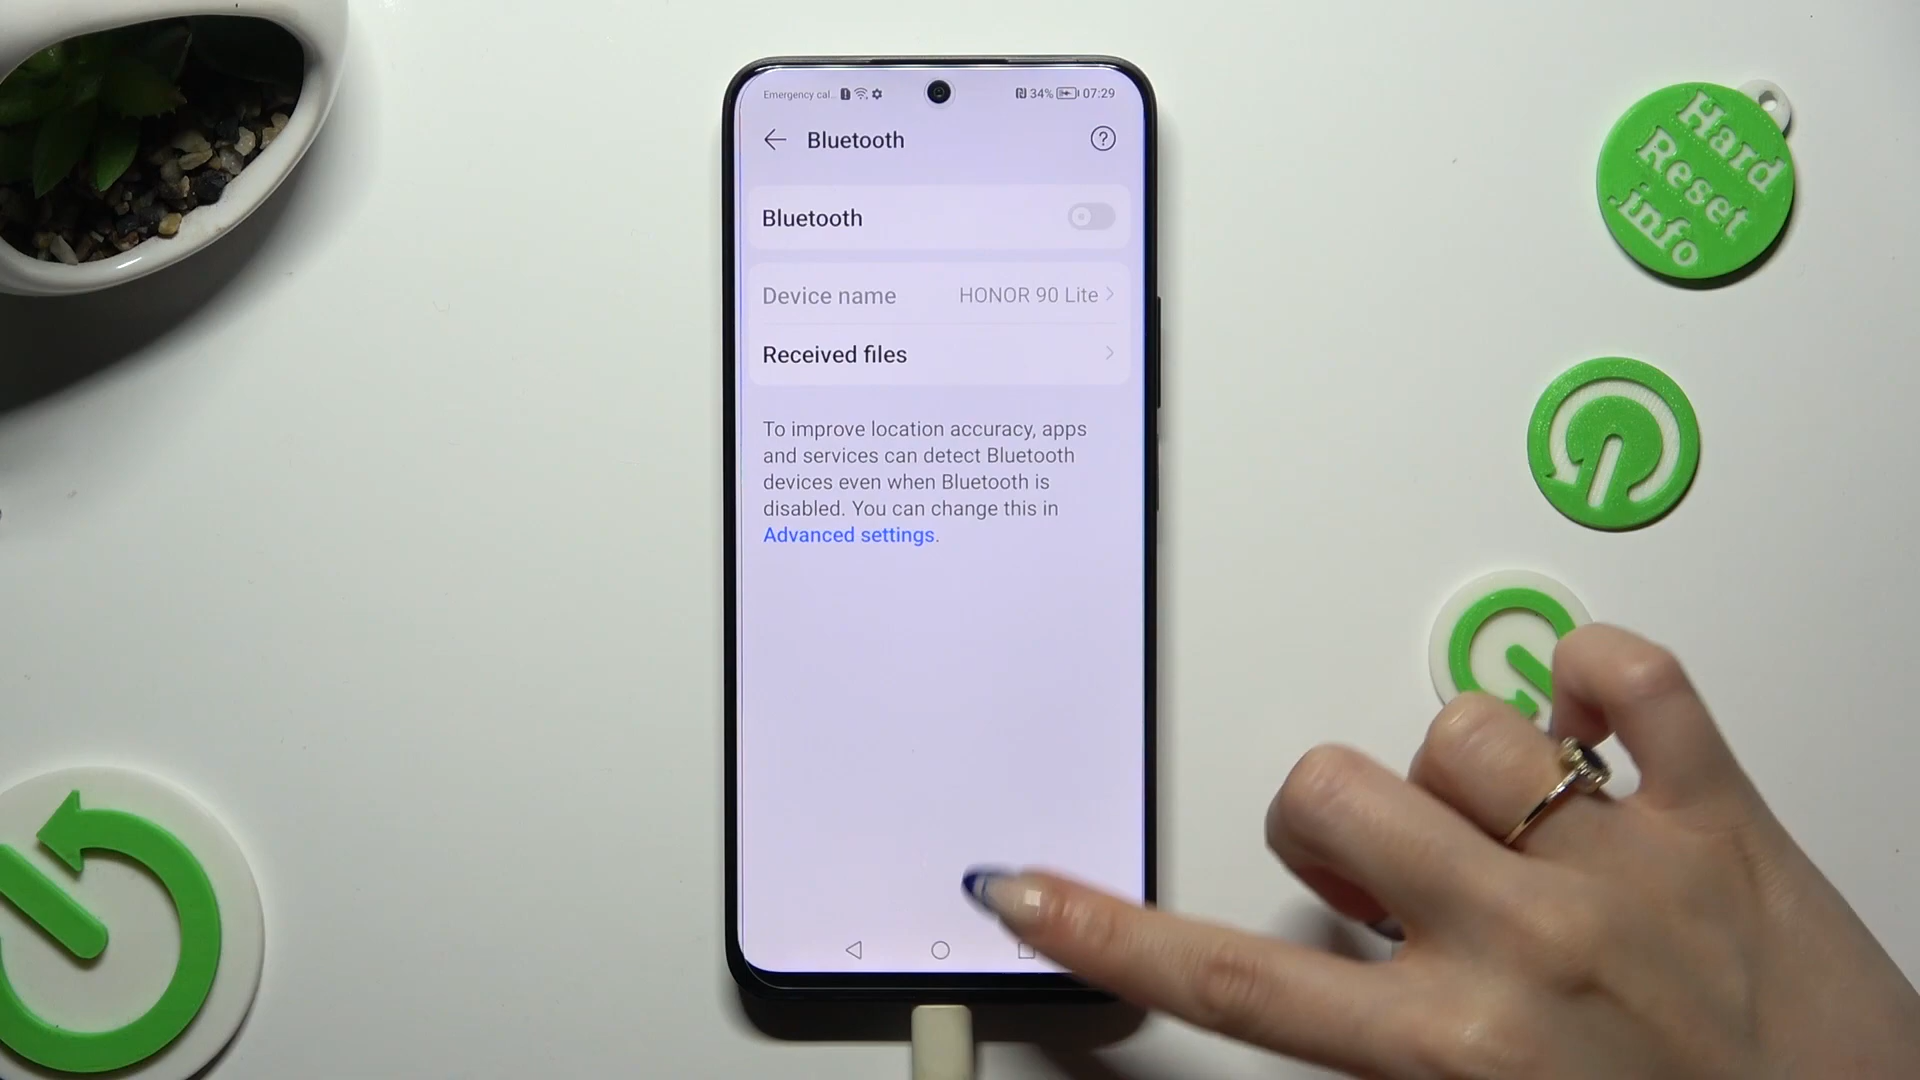 Emergency cal...
34%
07:29
Bluetooth
Bluetooth
Device name
HONOR 90 Lite
Received files
To improve location accuracy, apps
and services can detect Bluetooth
devices even when Bluetooth is
disabled. You can change this in
Advanced settings.
Hard
Reset
.info